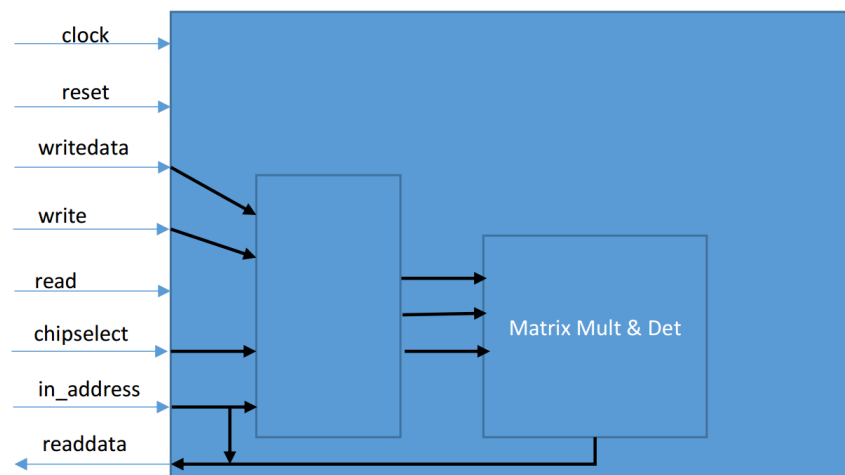 clock
reset
writedata
write
read
chipselect
in_address
readdata
Matrix Mult & Det